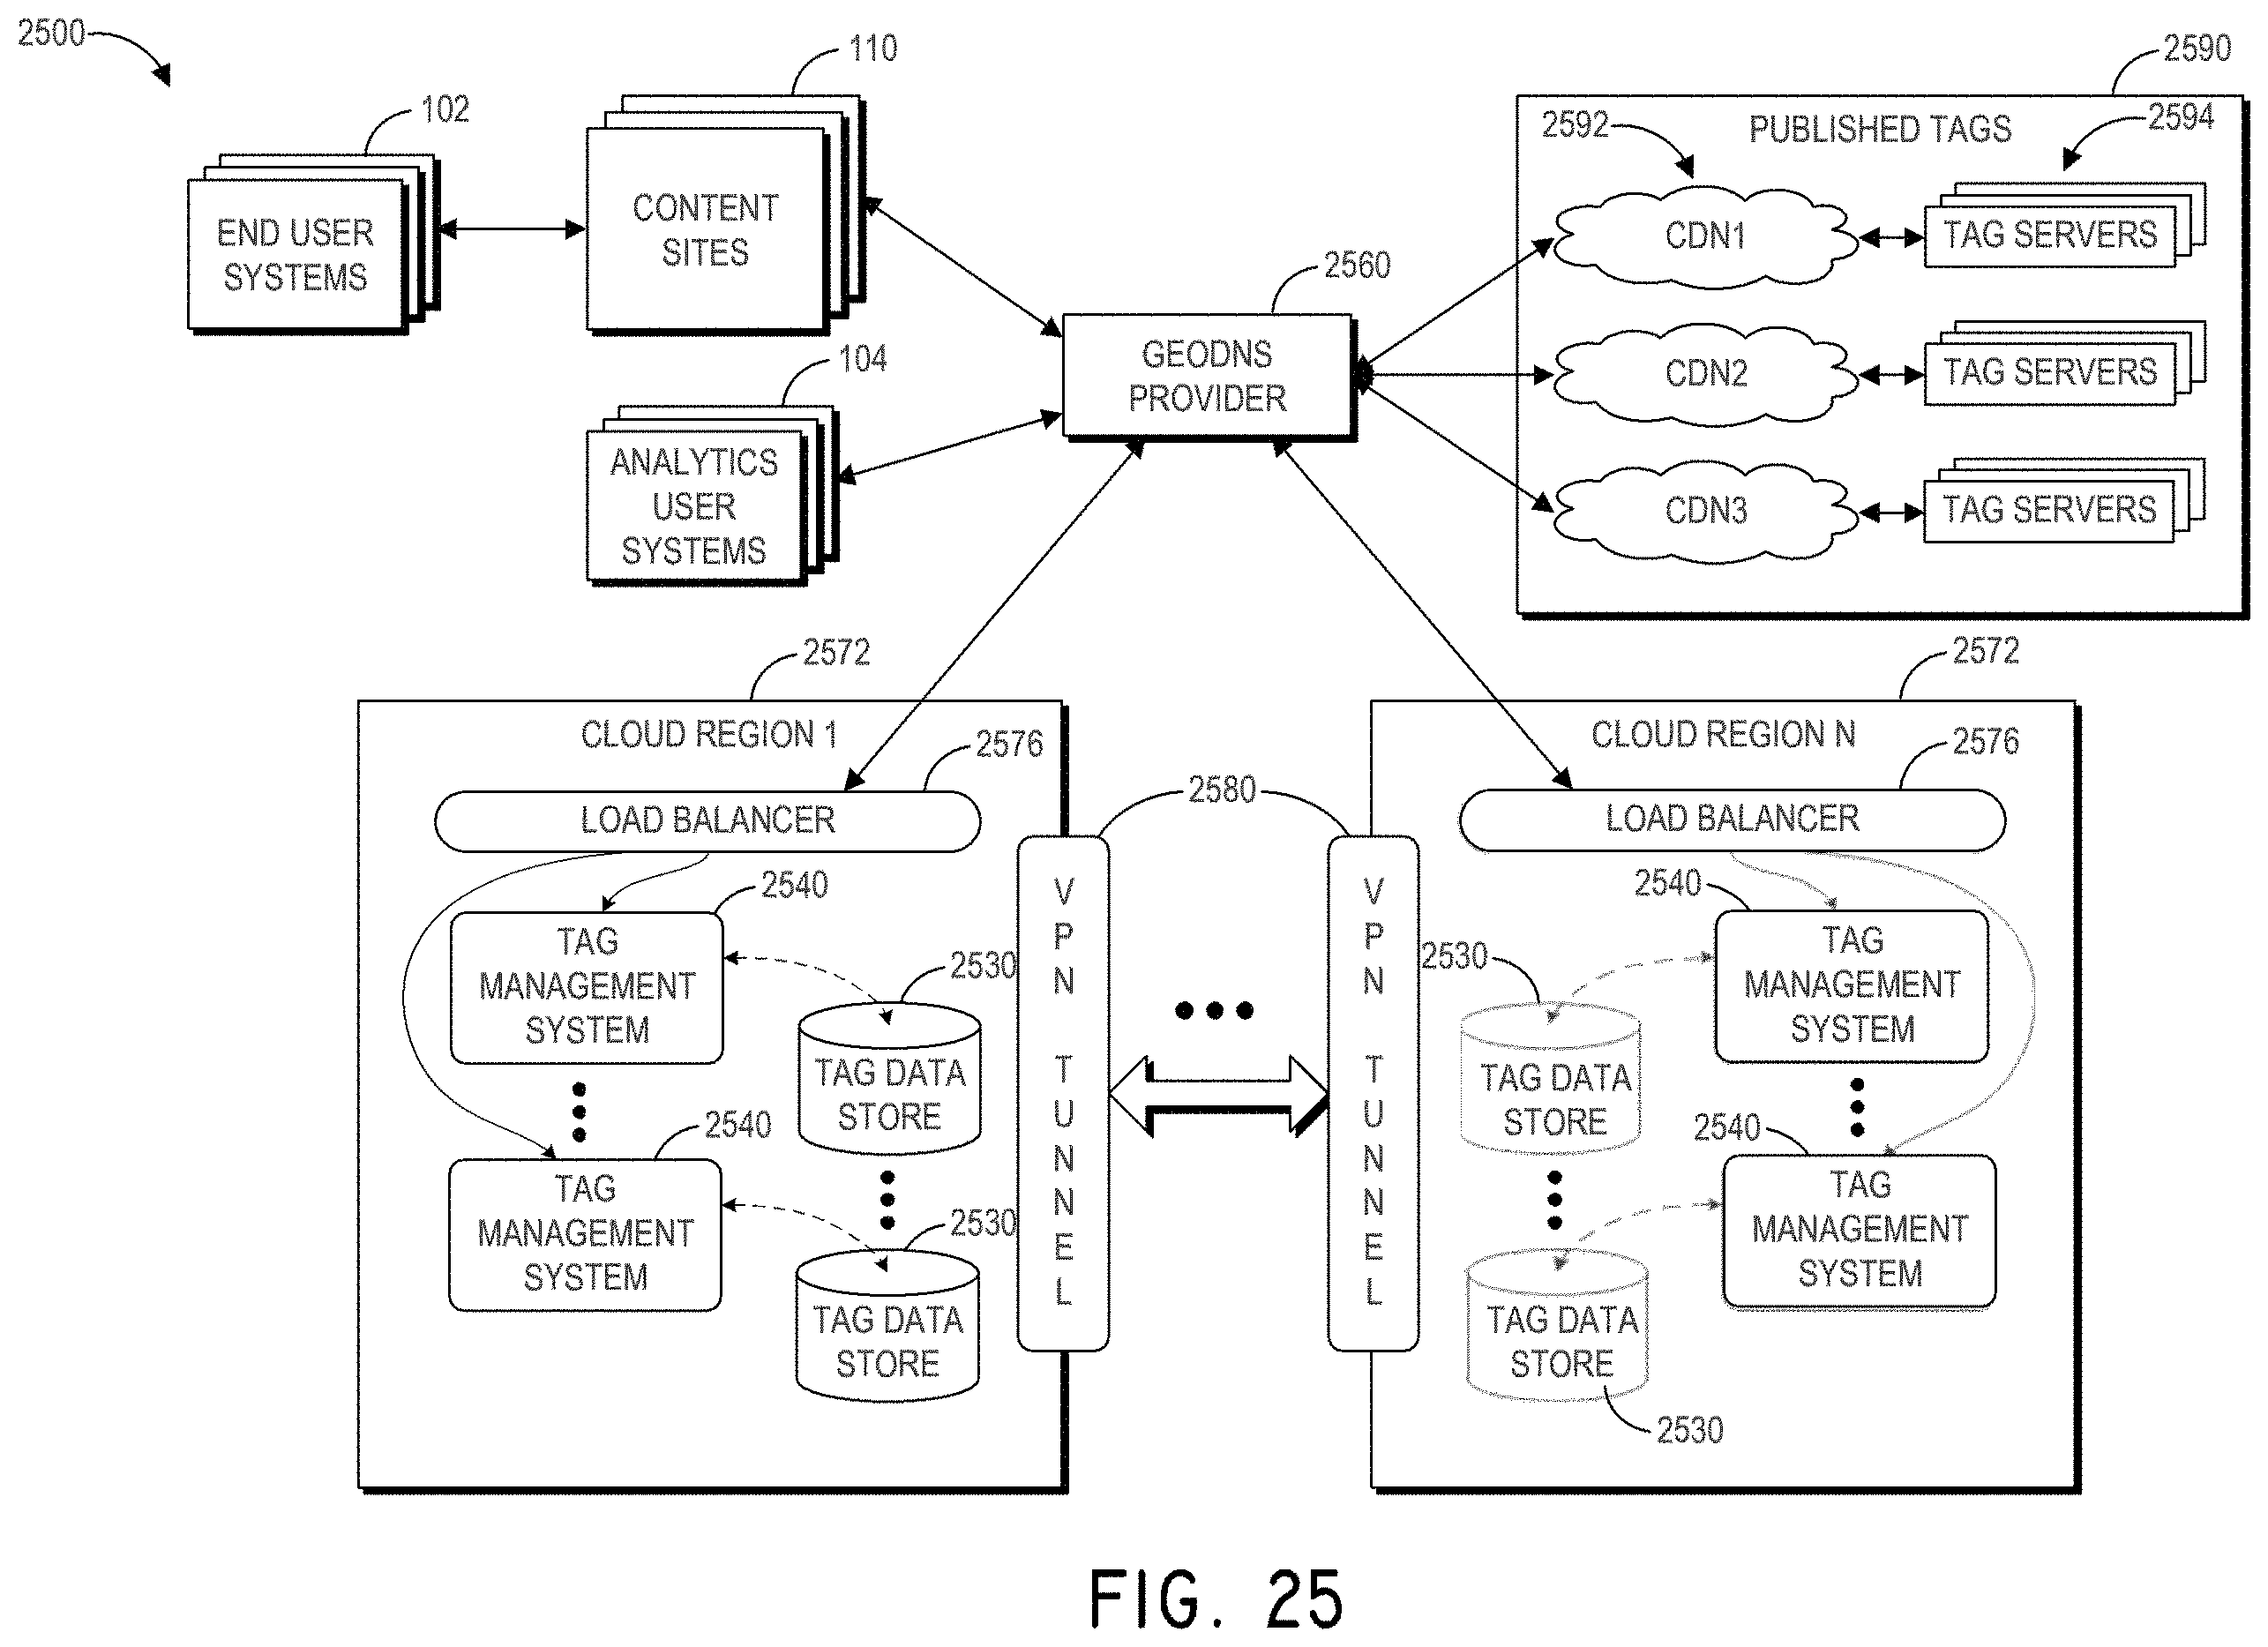 2500
102
END USER
SYSTEMS
110
CONTENT
SITES
104
ANALYTICS
USER
SYSTEMS
2560
GEODNS
PROVIDER
2590
PUBLISHED TAGS
2592
2594
CDN1
TAG SERVERS
CDN2
TAG SERVERS
CDN3
TAG SERVERS
2572
CLOUD REGION 1
2576
LOAD BALANCER
2540
TAG
MANAGEMENT
SYSTEM
2530
TAG DATA
STORE
2540
TAG
MANAGEMENT
SYSTEM
2530
TAG DATA
STORE
2580
VPN TUNNEL
VPN TUNNEL
2572
CLOUD REGION N
2576
LOAD BALANCER
2540
TAG
MANAGEMENT
SYSTEM
2530
TAG DATA
STORE
2540
TAG
MANAGEMENT
SYSTEM
TAG DATA
STORE
2530
FIG. 25